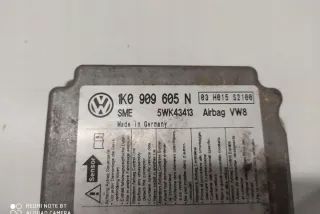 1K0 909 605 N
03 H015 S2100
SME 5WK43413 Airbag VW8
Made in Germany
Sensor
REDMI NOTE 8T
AI QUAD CAMERA